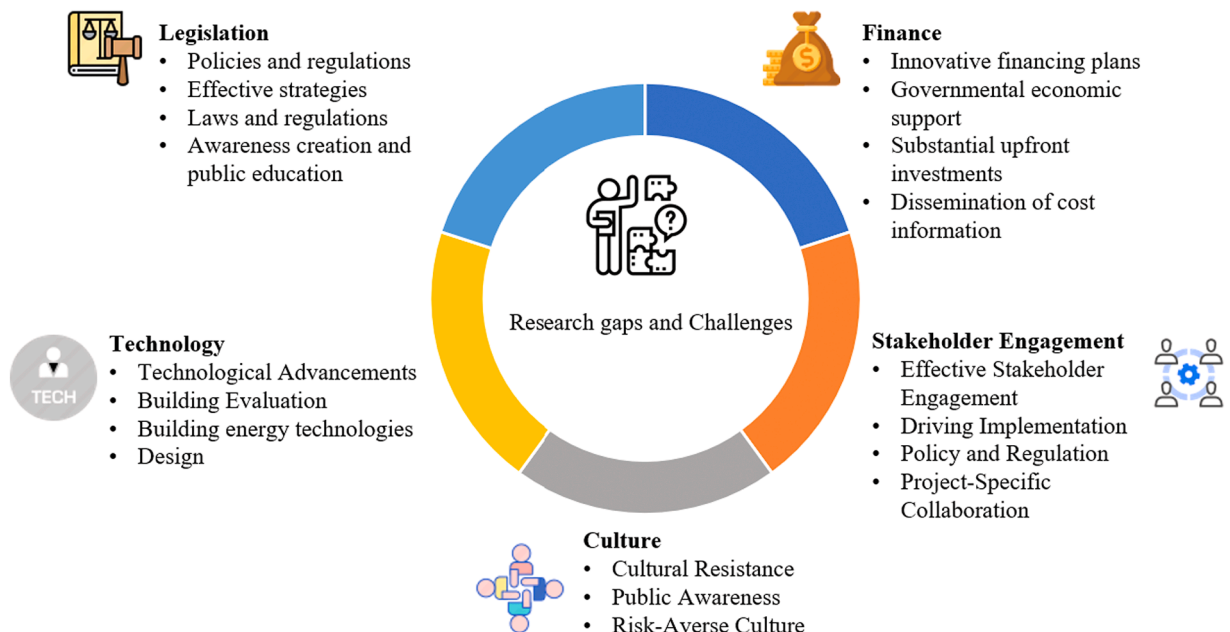 Legislation
• Policies and regulations
• Effective strategies
• Laws and regulations
• Awareness creation and
public education
Finance
• Innovative financing plans
• Governmental economic
support
• Substantial upfront
investments
• Dissemination of cost
information
?
$
Research gaps and Challenges
Technology
• Technological Advancements
• Building Evaluation
• Building energy technologies
• Design
TECH
Stakeholder Engagement
• Effective Stakeholder
Engagement
• Driving Implementation
• Policy and Regulation
• Project-Specific
Collaboration
Culture
• Cultural Resistance
• Public Awareness
• Risk-Averse Culture